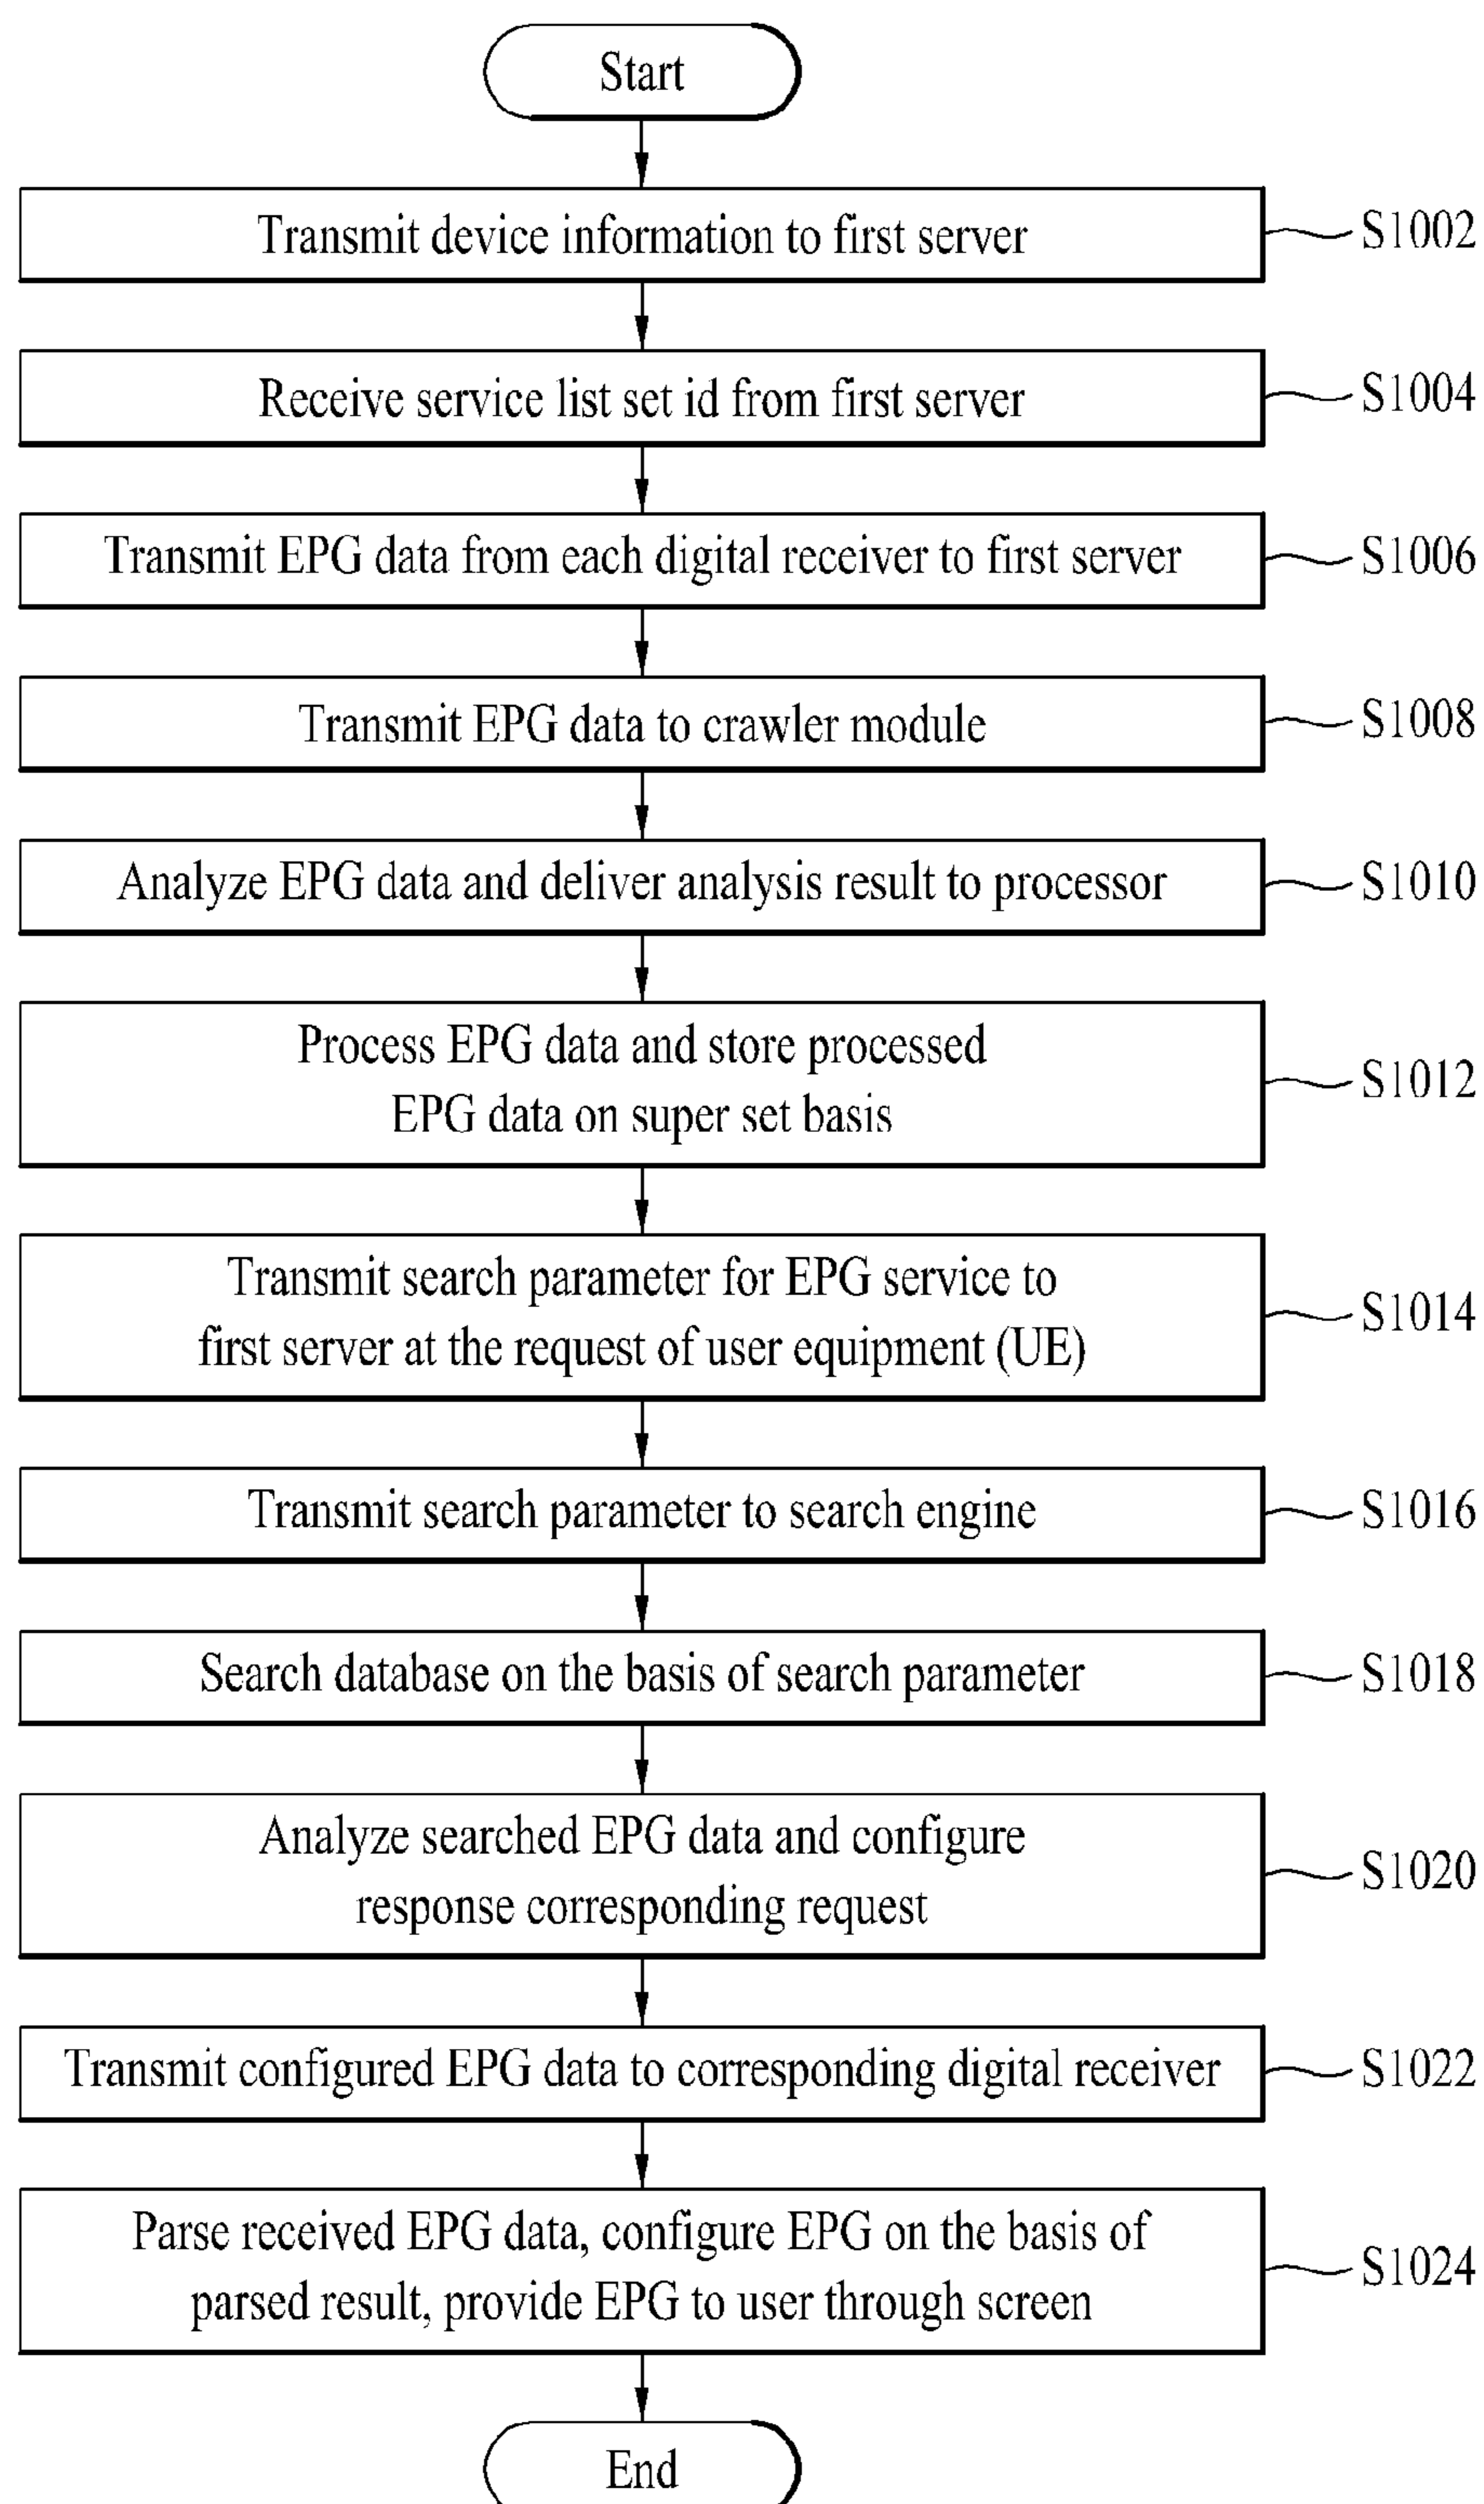 Start
Transmit device information to first server
S1002
Receive service list set id from first server
S1004
Transmit EPG data from each digital receiver to first server
S1006
Transmit EPG data to crawler module
S1008
Analyze EPG data and deliver analysis result to processor
S1010
Process EPG data and store processed
EPG data on super set basis
S1012
Transmit search parameter for EPG service to
first server at the request of user equipment (UE)
S1014
Transmit search parameter to search engine
S1016
Search database on the basis of search parameter
S1018
Analyze searched EPG data and configure
response corresponding request
S1020
Transmit configured EPG data to corresponding digital receiver
S1022
Parse received EPG data, configure EPG on the basis of
parsed result, provide EPG to user through screen
S1024
End